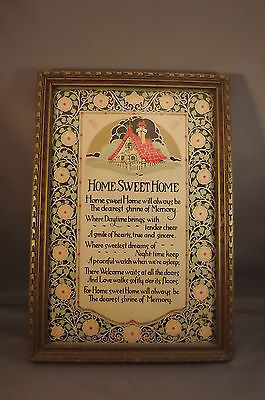 HOME SWEET HOME
Home sweet Home will always be
The dearest shrine of Memory.
Where Daytime brings with
tender cheer
A smile of hearts, true and sincere.
Where sweetest dreams of
Night-time keep
A peaceful watch when we're asleep;
There Welcome waits at all the doors
And Love walks softly o'er its floors;
For Home sweet Home will always be
The dearest shrine of Memory.